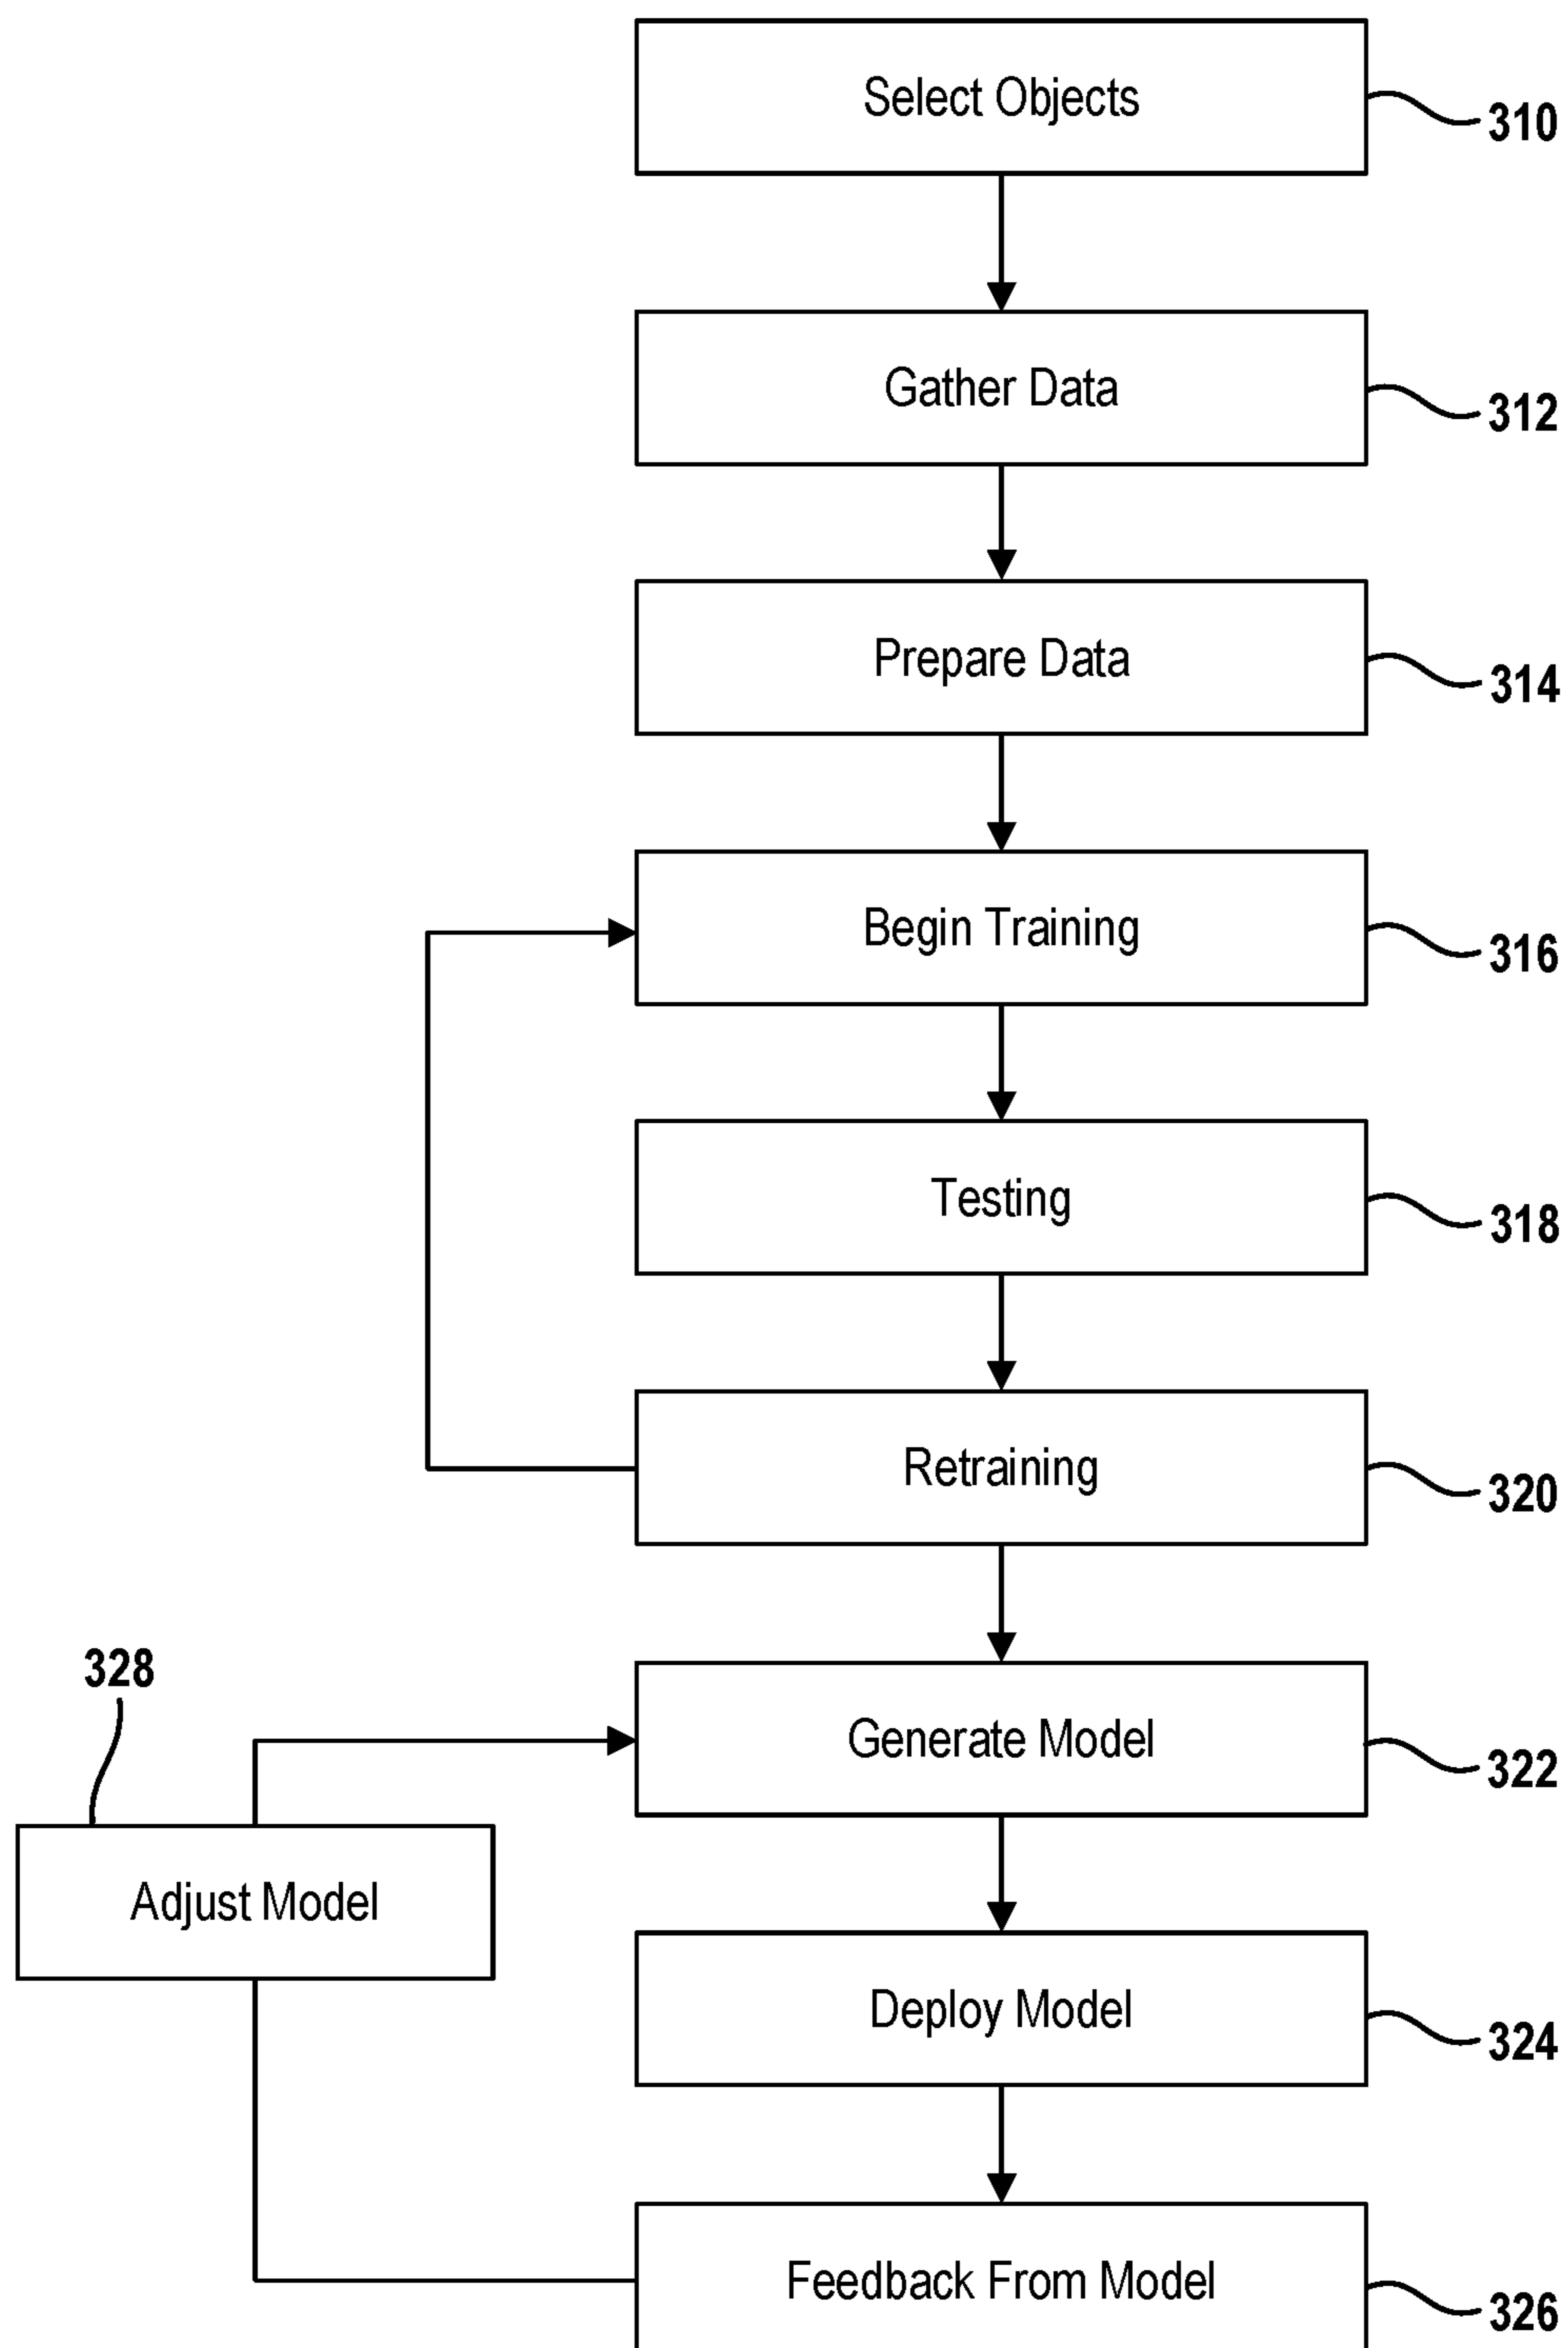 Select Objects
310
Gather Data
312
Prepare Data
314
Begin Training
316
Testing
318
Retraining
320
328
Generate Model
322
Adjust Model
Deploy Model
324
Feedback From Model
326